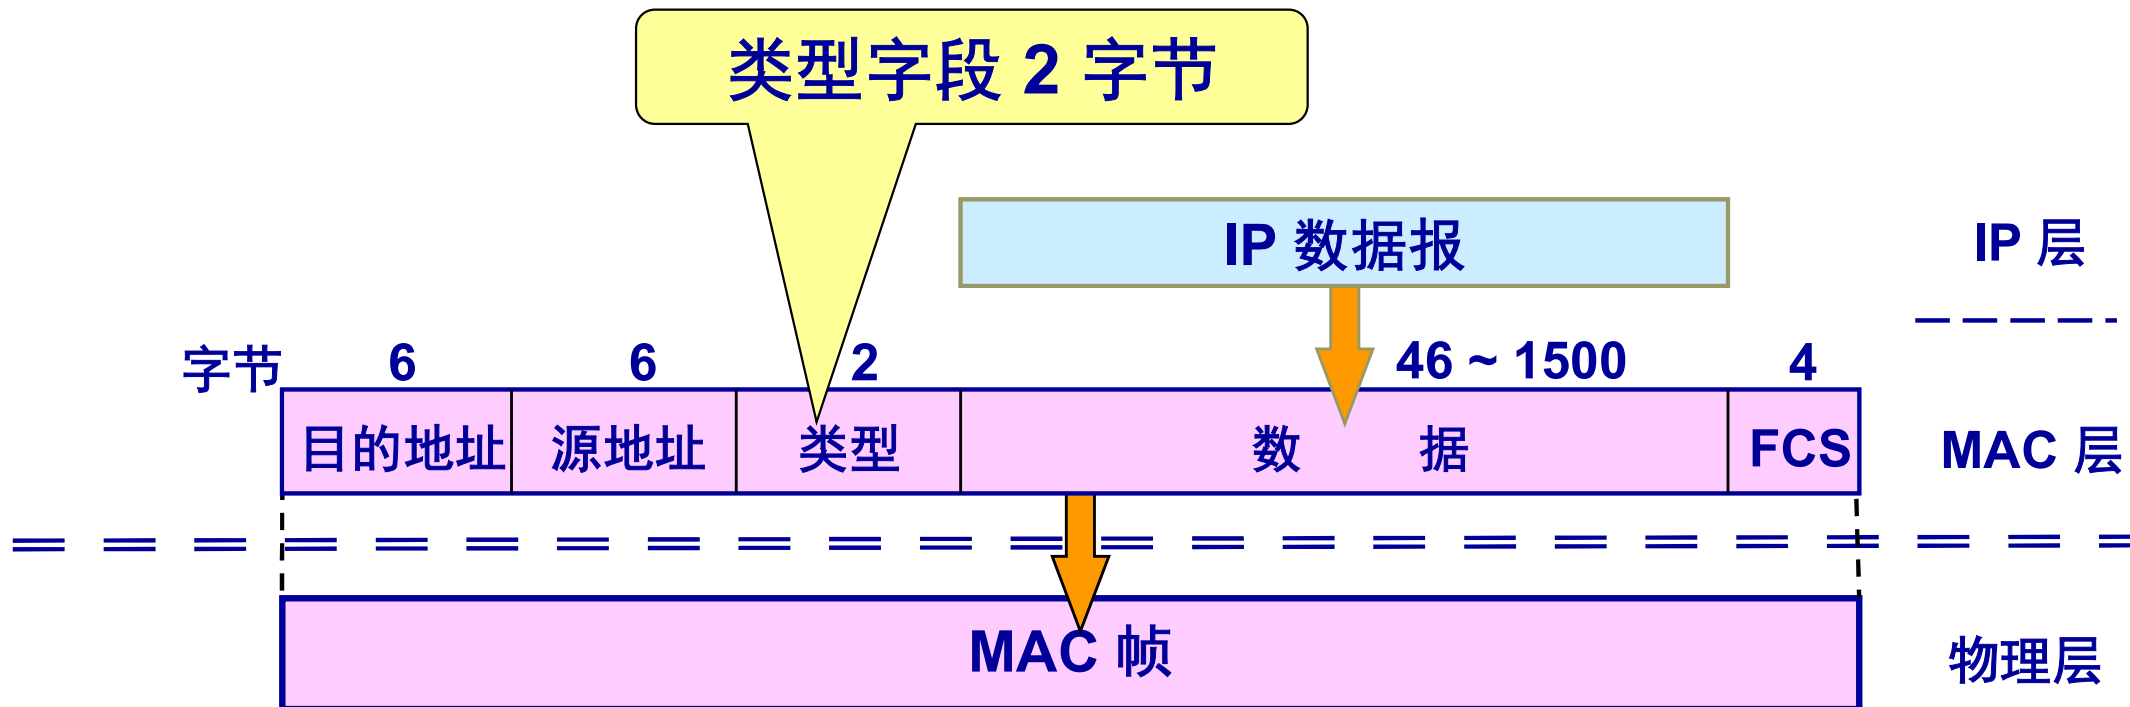 类型字段 2 字节
IP 数据报
IP 层
字节 6 6 2 46 ~ 1500 4
目的地址 源地址 类型 数 据 FCS MAC 层
MAC 帧
物理层